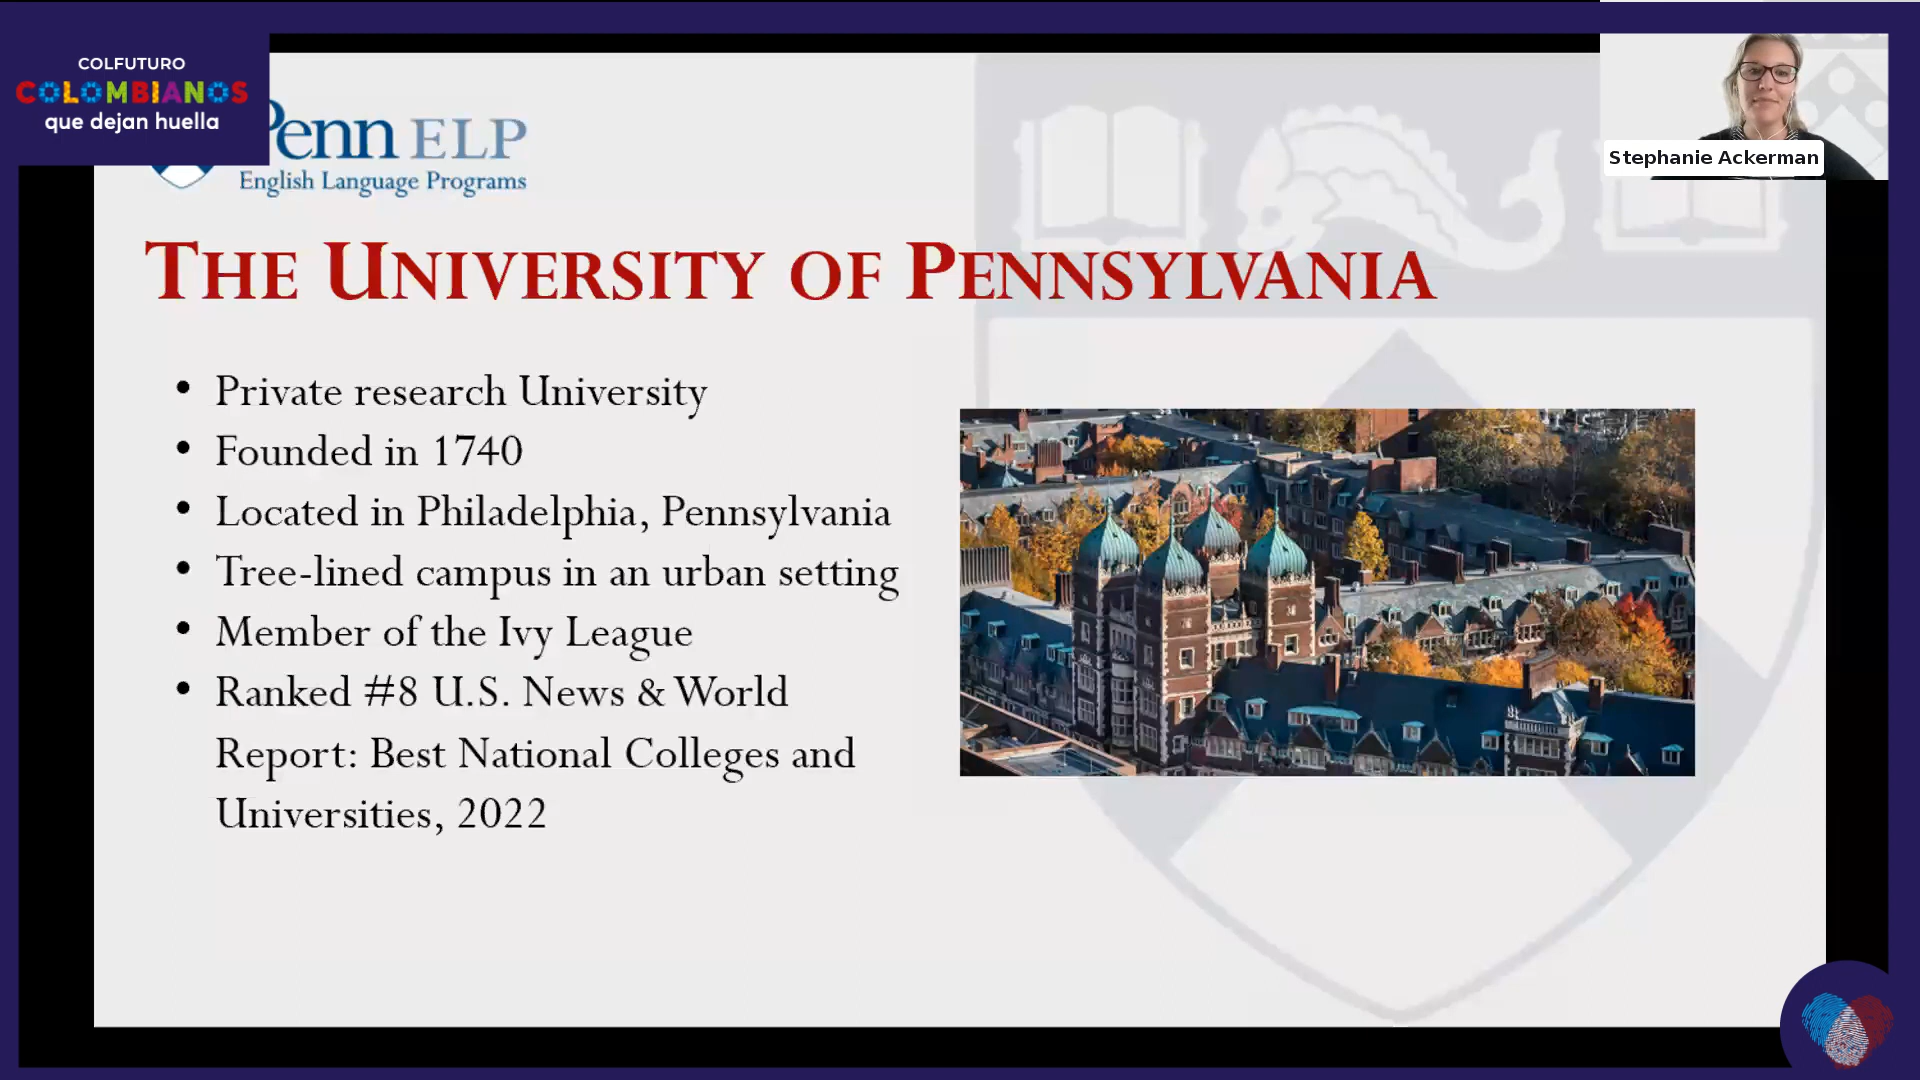 COLFUTURO
COLOMBIANOS
que dejan huella
Penn ELP
English Language Programs
Stephanie Ackerman
THE UNIVERSITY OF PENNSYLVANIA
• Private research University
• Founded in 1740
• Located in Philadelphia, Pennsylvania
• Tree-lined campus in an urban setting
• Member of the Ivy League
• Ranked #8 U.S. News & World
Report: Best National Colleges and
Universities, 2022